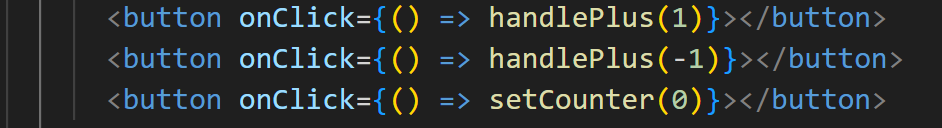 <button onClick={() => handlePlus(1)}></button>
<button onClick={() => handlePlus(-1)}></button>
<button onClick={() => setCounter(0)}></button>